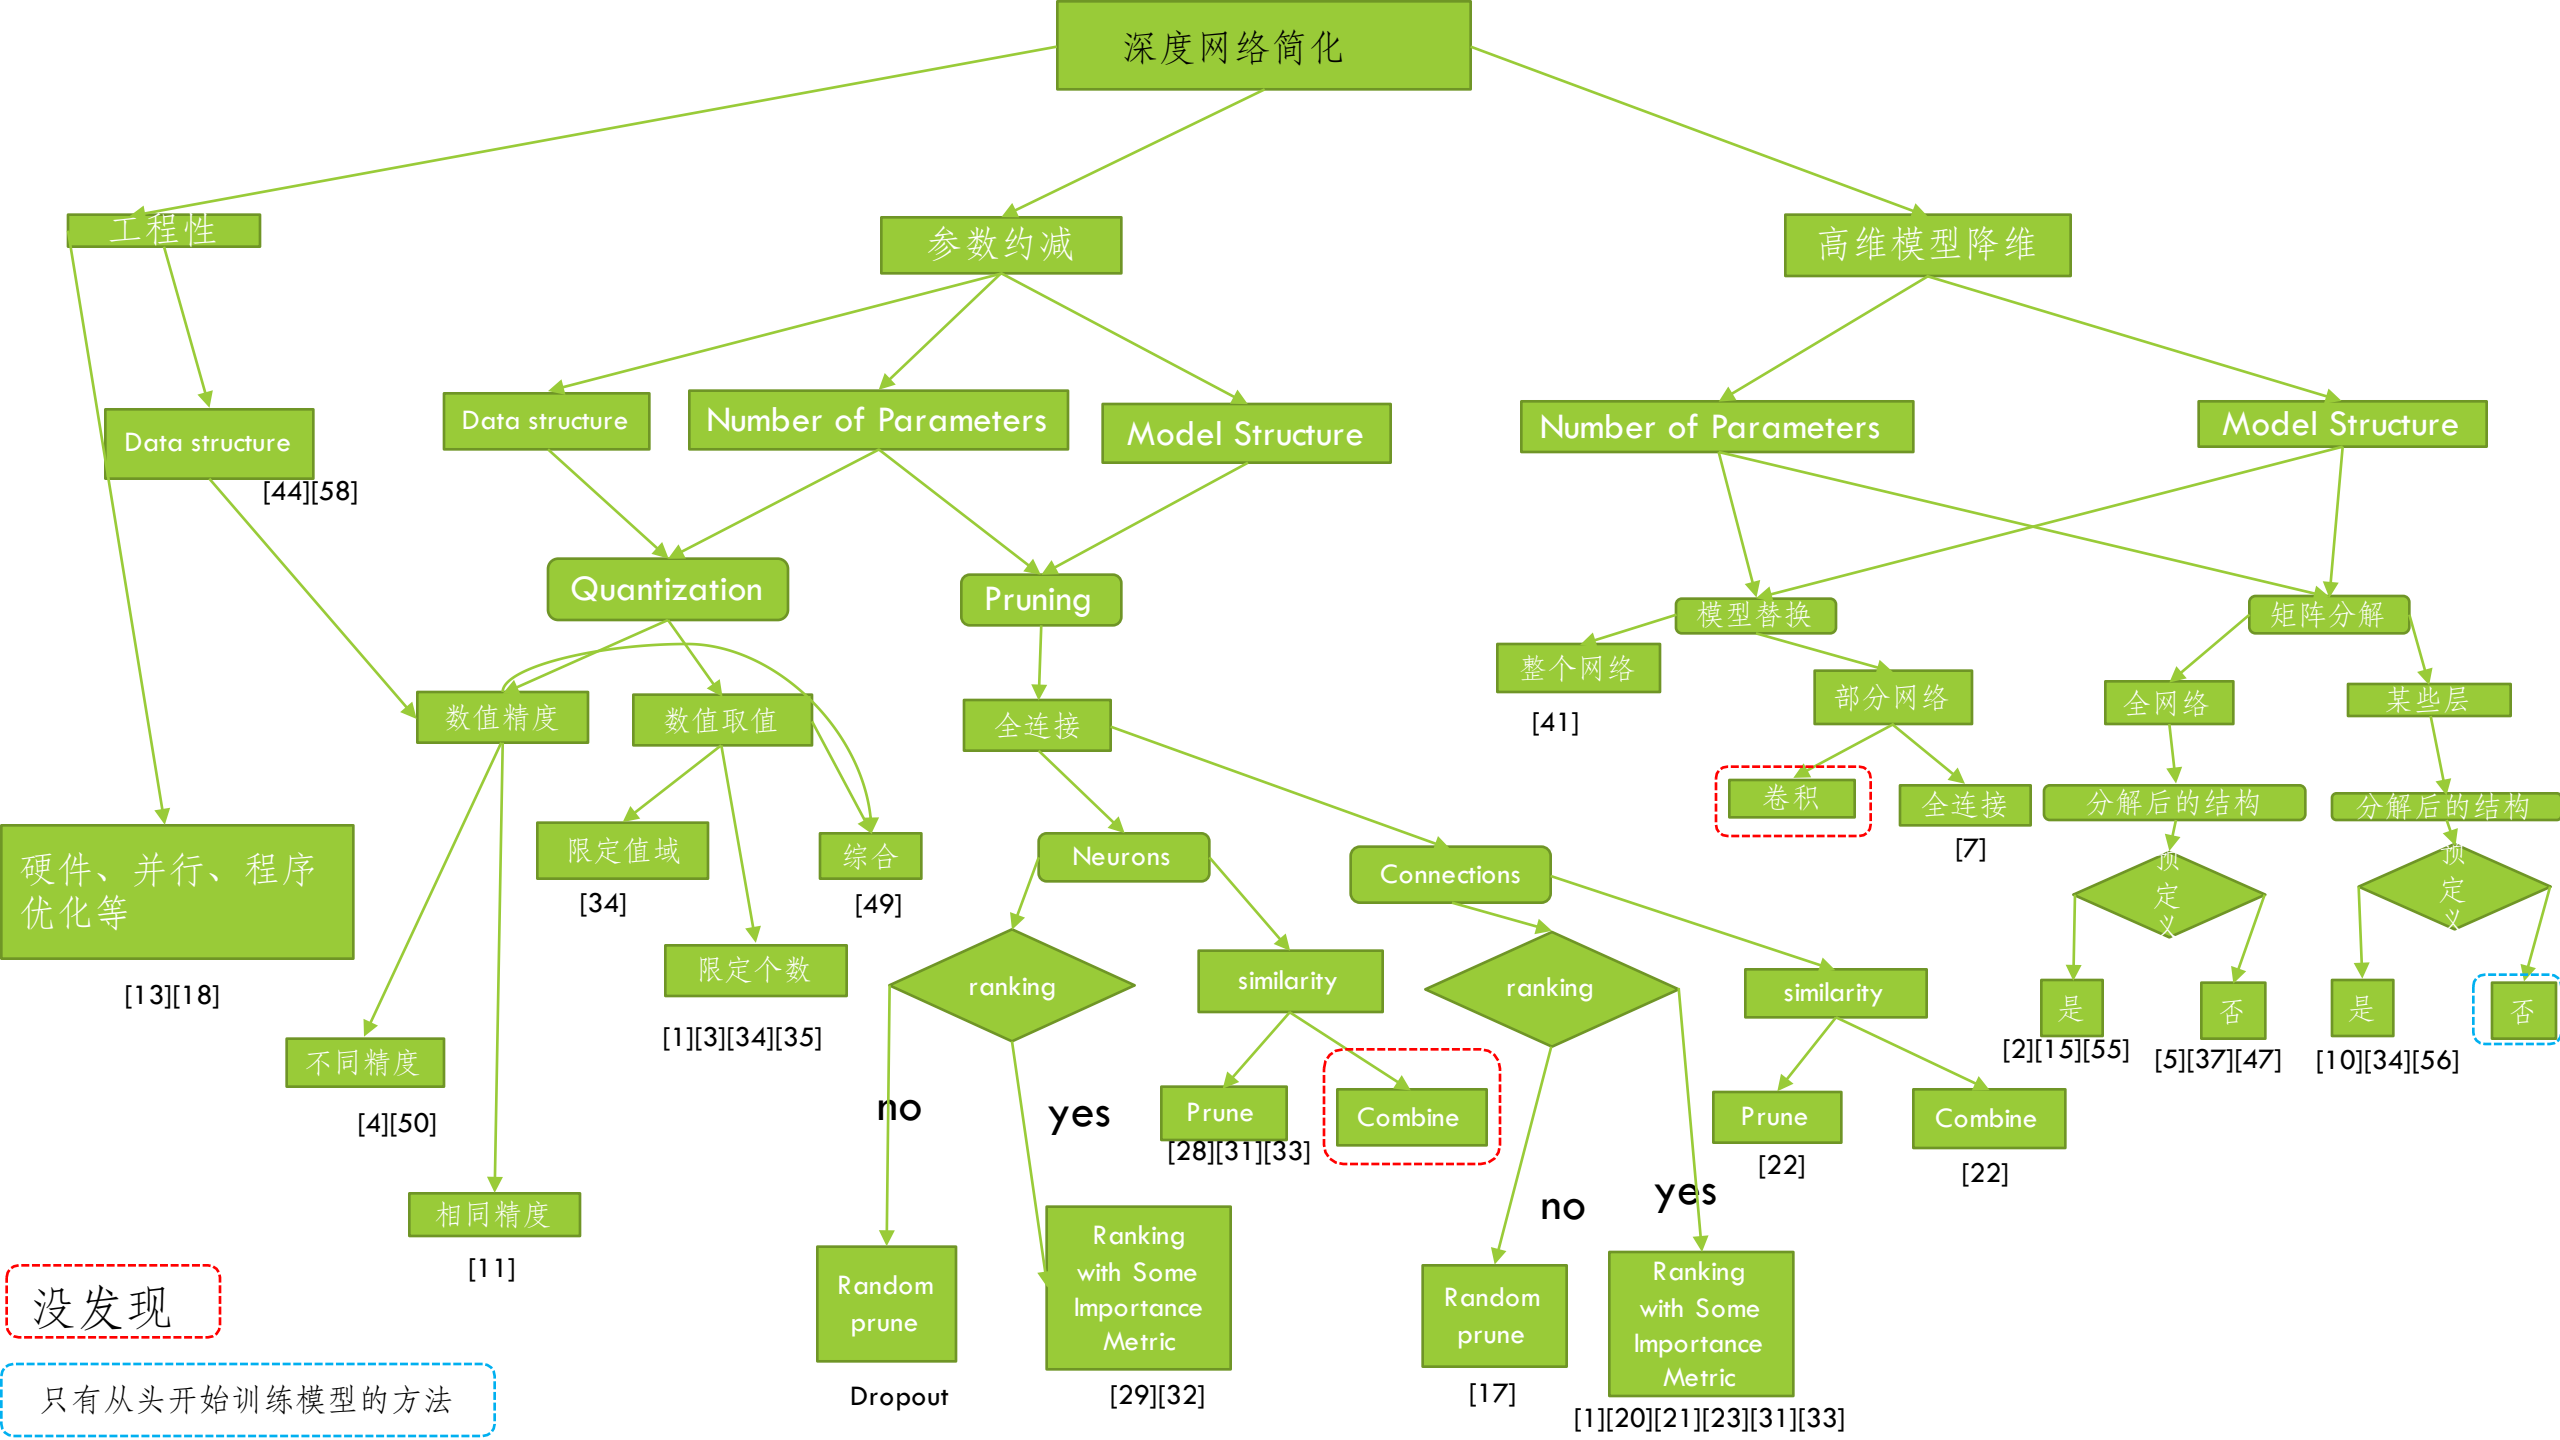 深度网络简化
工程性
参数约减
高维模型降维
Data structure
[44][58]
Data structure
Number of Parameters
Model Structure
Number of Parameters
Model Structure
Quantization
Pruning
模型替换
矩阵分解
整个网络
[41]
部分网络
全网络
某些层
数值精度
数值取值
全连接
卷积
全连接
[7]
分解后的结构
分解后的结构
硬件、并行、程序
优化等
[13][18]
限定值域
[34]
综合
[49]
Neurons
Connections
预
定
义
预
定
义
限定个数
[1][3][34][35]
ranking
similarity
ranking
similarity
是
[2][15][55]
否
[5][37][47]
是
[10][34][56]
否
不同精度
[4][50]
no
yes
Prune
[28][31][33]
Combine
Prune
[22]
Combine
[22]
no
yes
相同精度
[11]
Random
prune
Dropout
Ranking
with Some
Importance
Metric
[29][32]
Random
prune
[17]
Ranking
with Some
Importance
Metric
[1][20][21][23][31][33]
没发现
只有从头开始训练模型的方法